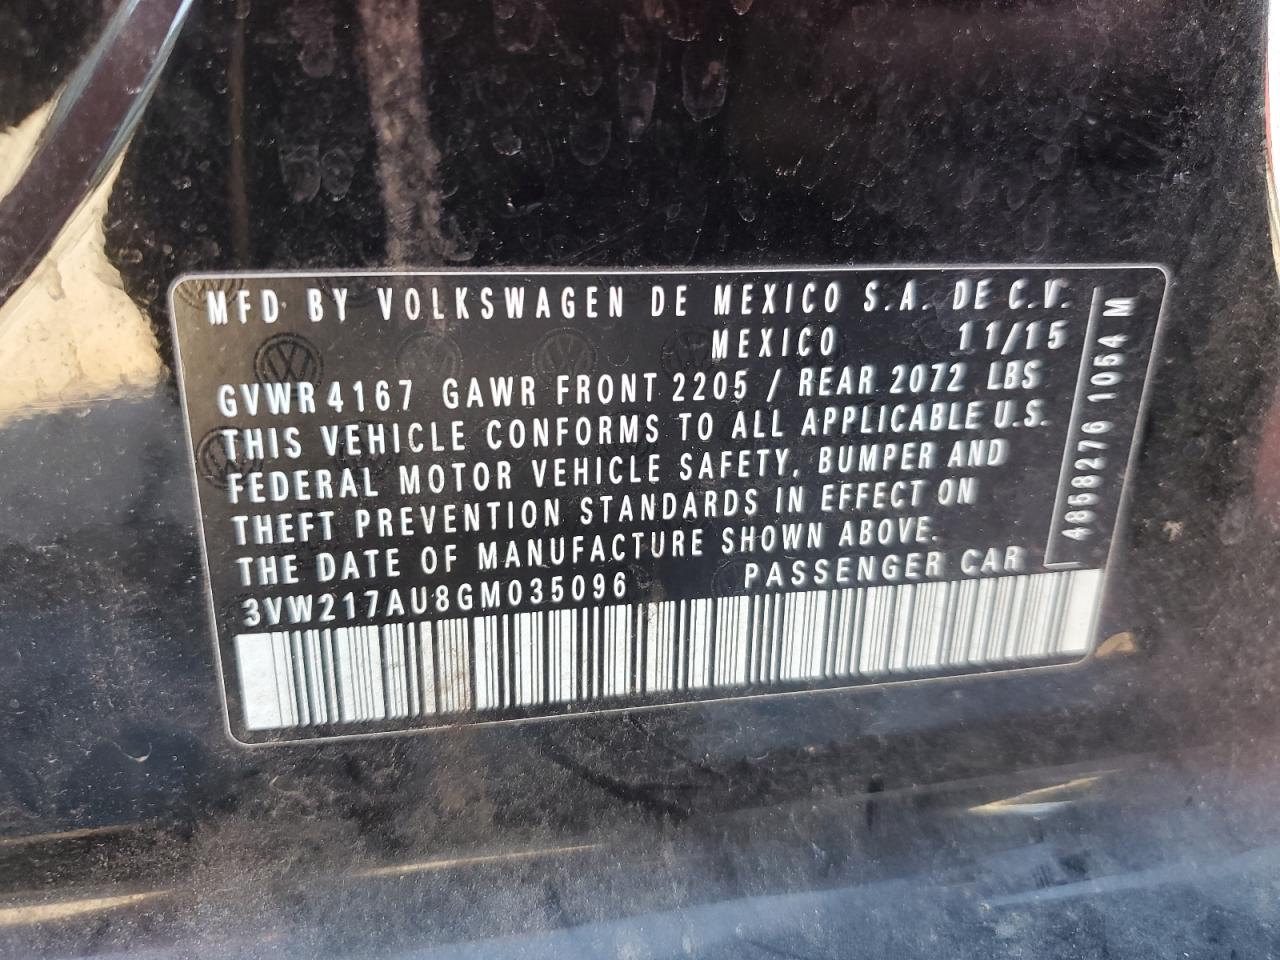 MFD BY VOLKSWAGEN DE MEXICO S.A. DE C.V.
MEXICO 11/15
GVWR 4167 GAWR FRONT 2205 / REAR 2072 LBS
THIS VEHICLE CONFORMS TO ALL APPLICABLE U.S.
FEDERAL MOTOR VEHICLE SAFETY, BUMPER AND
THEFT PREVENTION STANDARDS IN EFFECT ON
THE DATE OF MANUFACTURE SHOWN ABOVE.
3VW217AU8GM035096 PASSENGER CAR
4858276 1054 M